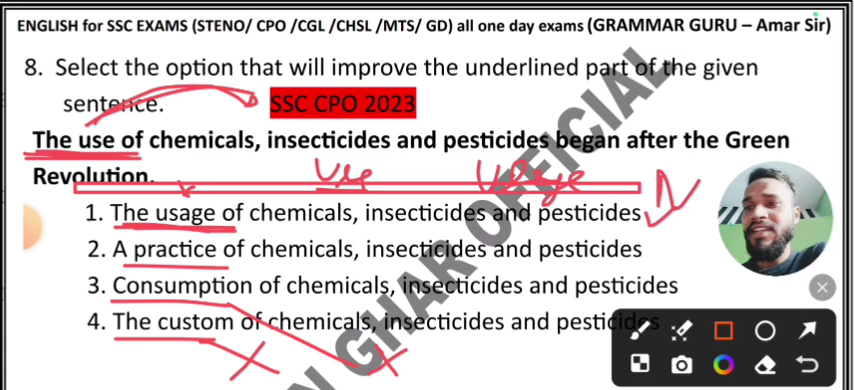 ENGLISH for SSC EXAMS (STENO/ CPO /CGL /CHSL /MTS/ GD) all one day exams (GRAMMAR GURU – Amar Sir)
8. Select the option that will improve the underlined part of the given
sentence. SSC CPO 2023
The use of chemicals, insecticides and pesticides began after the Green
Revolution.
Use Usage N
1. The usage of chemicals, insecticides and pesticides
2. A practice of chemicals, insecticides and pesticides
3. Consumption of chemicals, insecticides and pesticides
4. The custom of chemicals, insecticides and pesticides
GHAR OFFICIAL